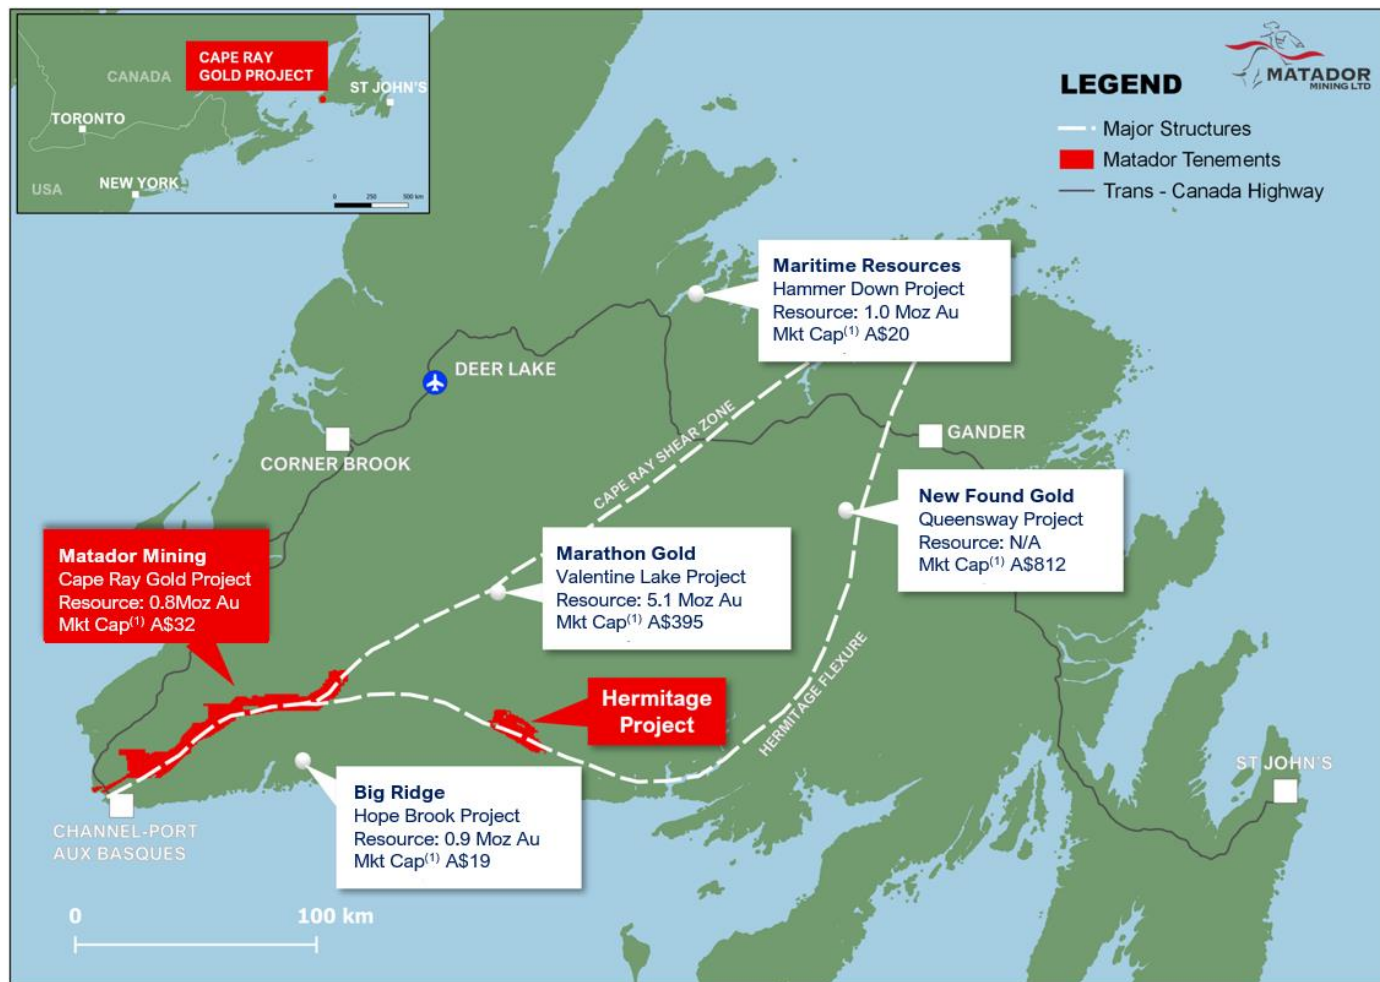 CAPE RAY
GOLD PROJECT
CANADA
ST JOHN'S
TORONTO
NEW YORK
USA
0 250 500 km
MATADOR
MINING LTD
LEGEND
Major Structures
Matador Tenements
Trans - Canada Highway
Maritime Resources
Hammer Down Project
Resource: 1.0 Moz Au
Mkt Cap(1) A$20
DEER LAKE
CORNER BROOK
CAPE RAY SHEAR ZONE
GANDER
New Found Gold
Queensway Project
Resource: N/A
Mkt Cap(1) A$812
Matador Mining
Cape Ray Gold Project
Resource: 0.8Moz Au
Mkt Cap(1) A$32
Marathon Gold
Valentine Lake Project
Resource: 5.1 Moz Au
Mkt Cap(1) A$395
HERMITAGE FLEXURE
Hermitage
Project
Big Ridge
Hope Brook Project
Resource: 0.9 Moz Au
Mkt Cap(1) A$19
ST JOHN'S
CHANNEL-PORT
AUX BASQUES
0 100 km